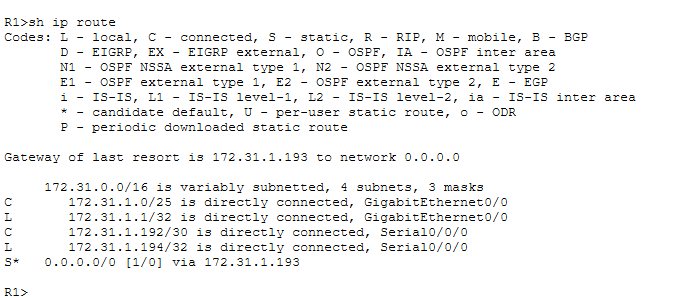 R1>sh ip route
Codes: L - local, C - connected, S - static, R - RIP, M - mobile, B - BGP
       D - EIGRP, EX - EIGRP external, O - OSPF, IA - OSPF inter area
       N1 - OSPF NSSA external type 1, N2 - OSPF NSSA external type 2
       E1 - OSPF external type 1, E2 - OSPF external type 2, E - EGP
       i - IS-IS, L1 - IS-IS level-1, L2 - IS-IS level-2, ia - IS-IS inter area
       * - candidate default, U - per-user static route, o - ODR
       P - periodic downloaded static route
Gateway of last resort is 172.31.1.193 to network 0.0.0.0
     172.31.0.0/16 is variably subnetted, 4 subnets, 3 masks
C       172.31.1.0/25 is directly connected, GigabitEthernet0/0
L       172.31.1.1/32 is directly connected, GigabitEthernet0/0
C       172.31.1.192/30 is directly connected, Serial0/0/0
L       172.31.1.194/32 is directly connected, Serial0/0/0
S*   0.0.0.0/0 [1/0] via 172.31.1.193
R1>